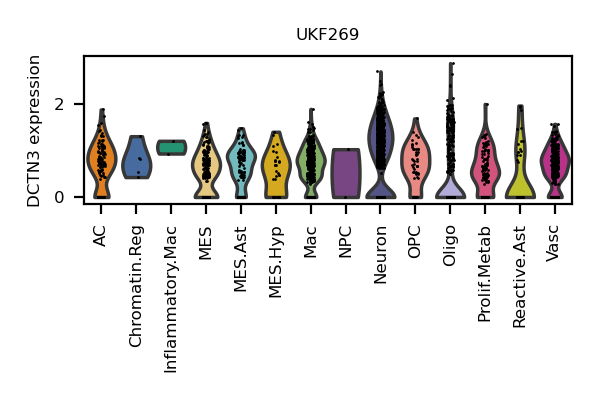 UKF269
DCTN3 expression
2
0
AC
Chromatin.Reg
Inflammatory.Mac
MES
MES.Ast
MES.Hyp
Mac
NPC
Neuron
OPC
Oligo
Prolif.Metab
Reactive.Ast
Vasc